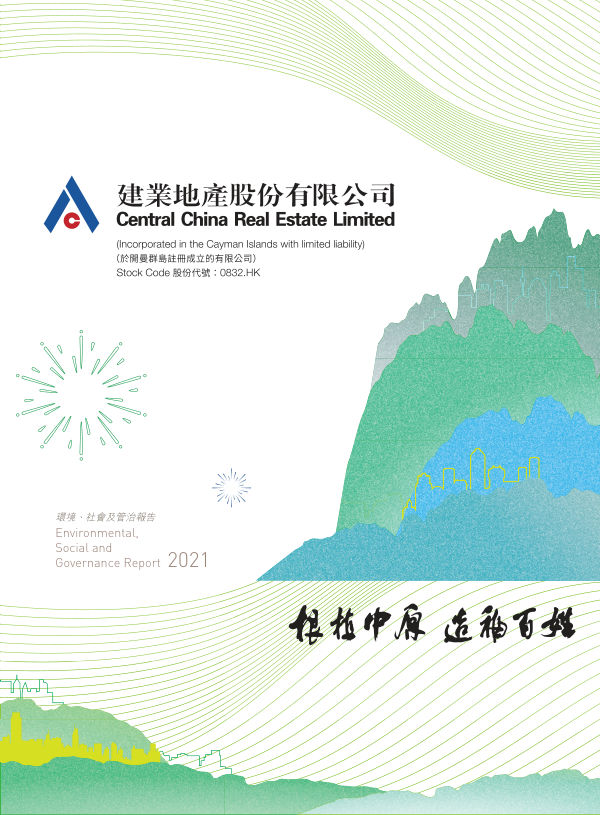 建業地產股份有限公司
Central China Real Estate Limited
(Incorporated in the Cayman Islands with limited liability)
(於開曼群島註冊成立的有限公司)
Stock Code 股份代號：0832.HK
環境、社會及管治報告
Environmental,
Social and
Governance Report 2021
根植中原 造福百姓